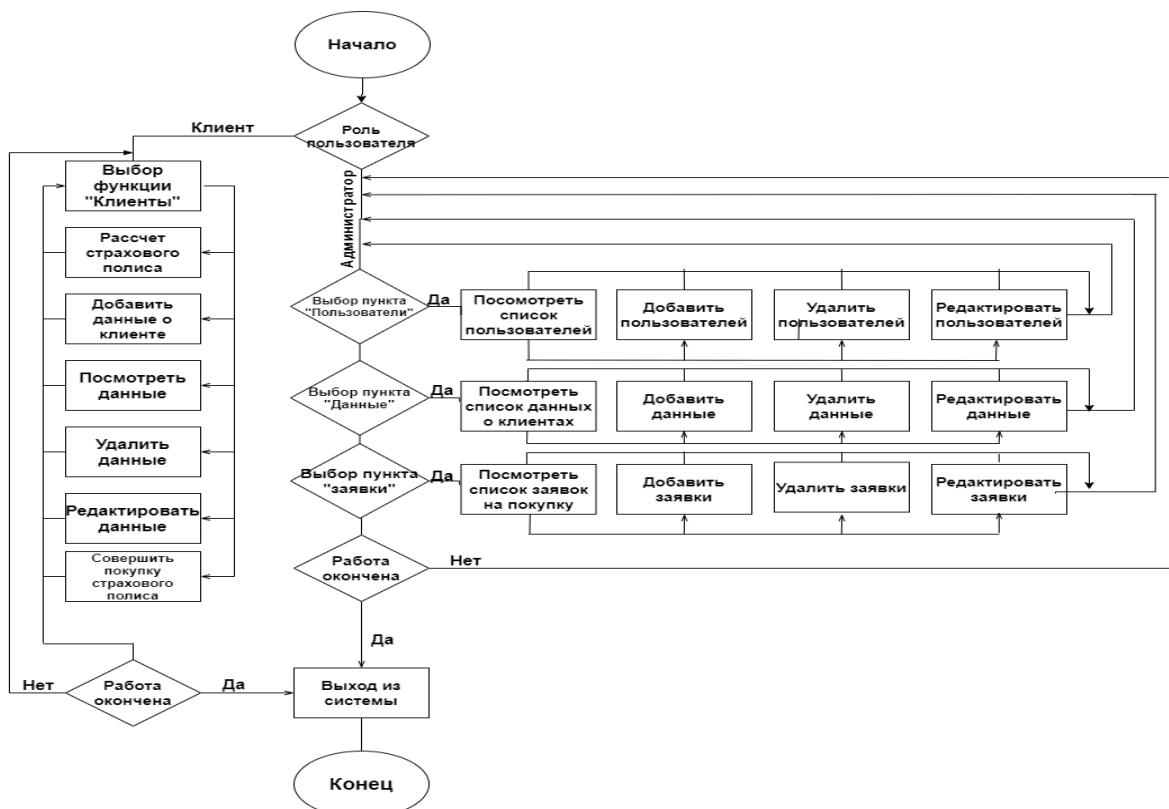 Начало
Клиент
Роль
пользователя
Администратор
Выбор
функции
"Клиенты"
Рассчет
страхового
полиса
Добавить
данные о
клиенте
Посмотреть
данные
Удалить
данные
Редактировать
данные
Совершить
покупку
страхового
полиса
Нет
Работа
окончена
Да
Выбор пункта
"Пользователи"
Да
Посомотреть
список
пользователей
Добавить
пользователей
Удалить
пользователей
Редактировать
пользователей
Выбор пункта
"Данные"
Да
Посмотреть
список данных
о клиентах
Добавить
данные
Удалить
данные
Редактировать
данные
Выбор пункта
"заявки"
Да
Посмотреть
список заявок
на покупку
Добавить
заявки
Удалить заявки
Редактировать
заявки
Работа
окончена
Нет
Да
Выход из
системы
Конец